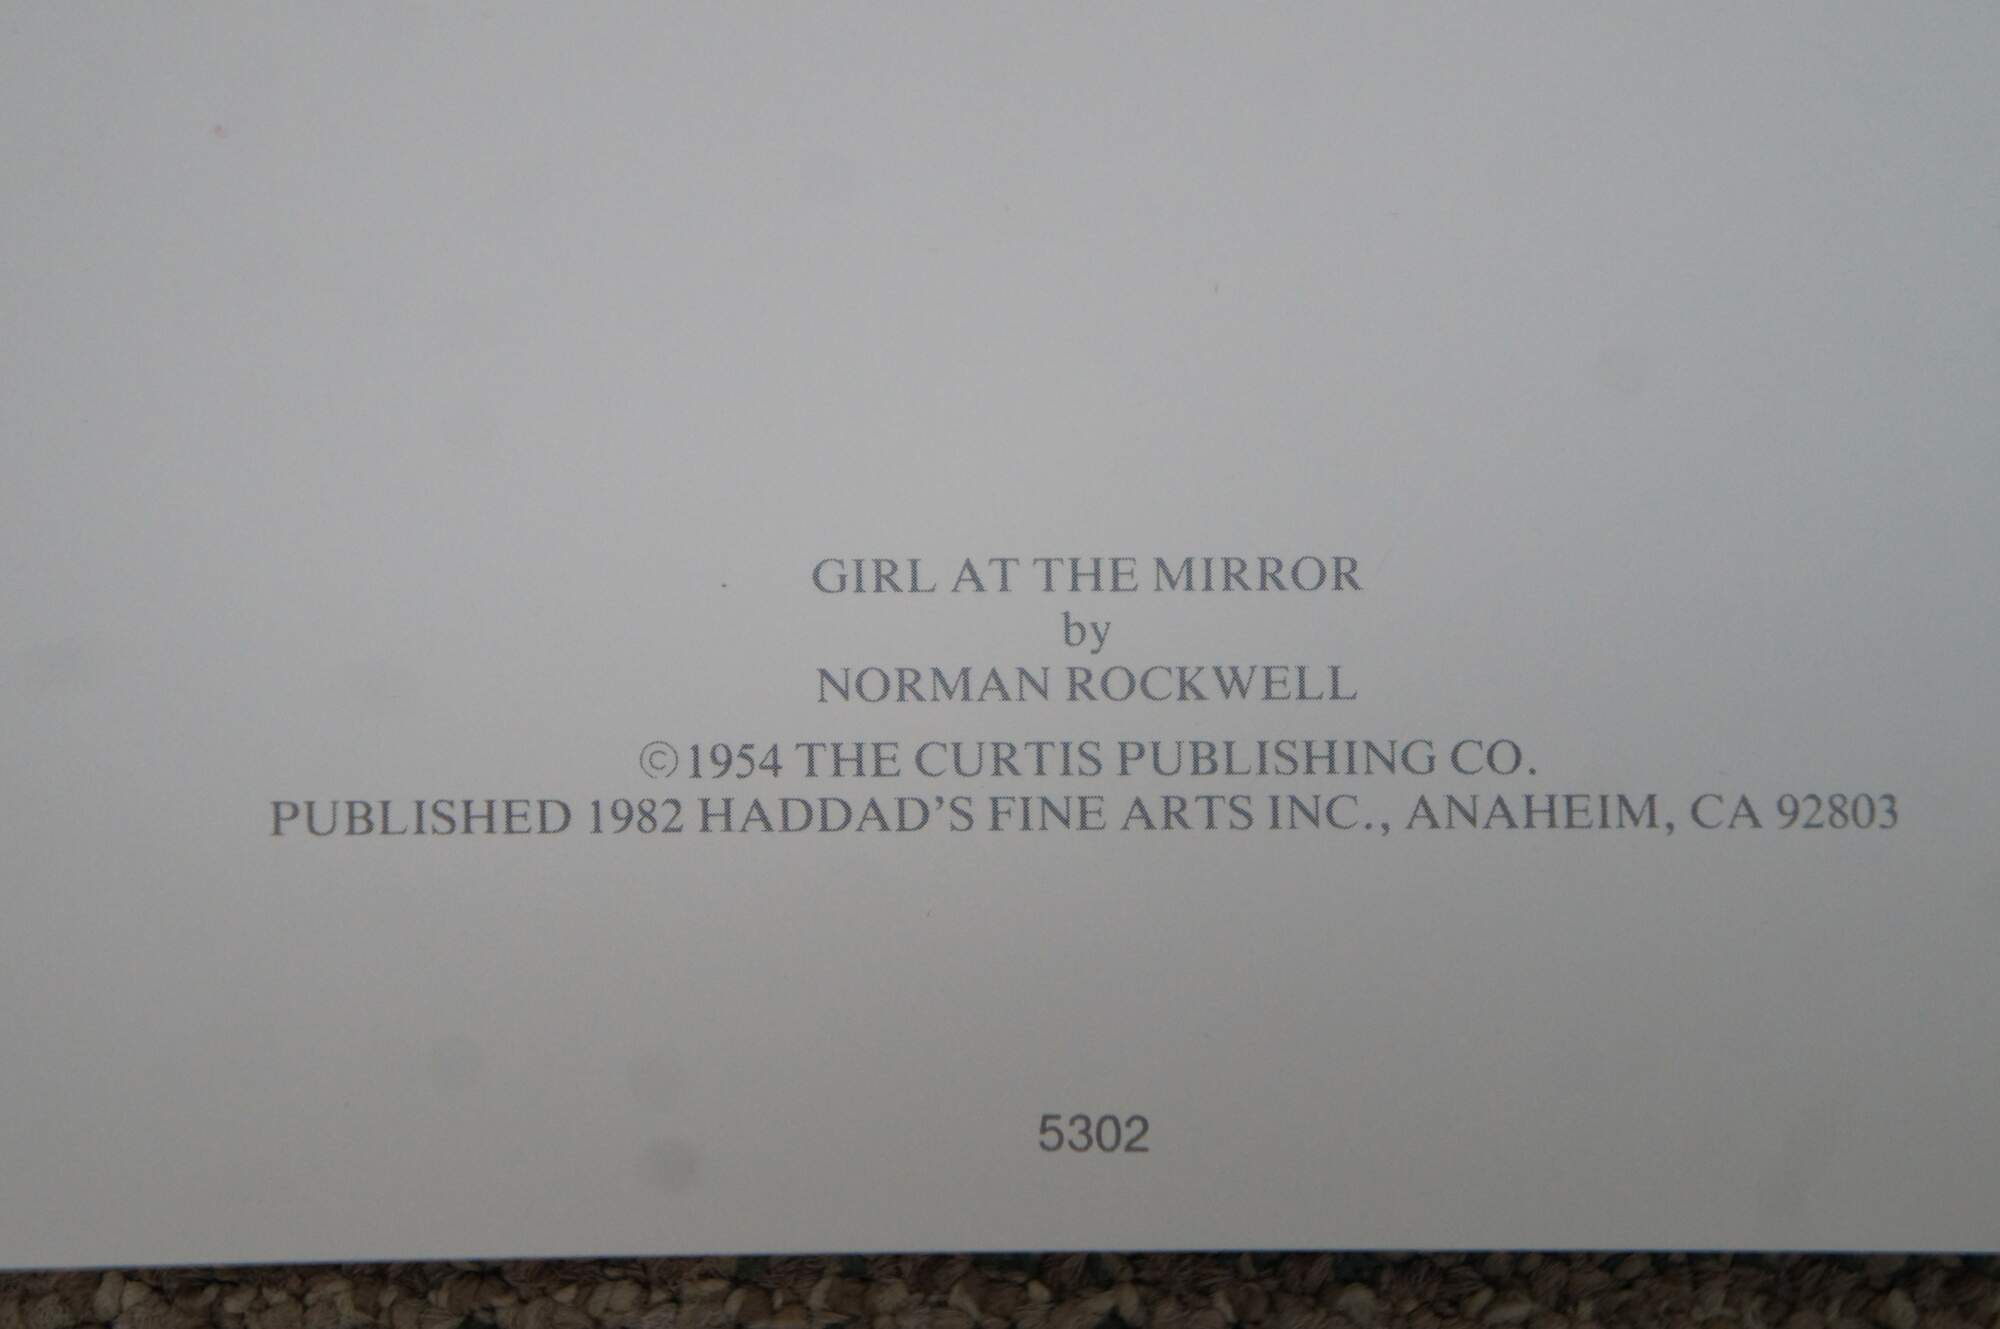 GIRL AT THE MIRROR
by
NORMAN ROCKWELL
©1954 THE CURTIS PUBLISHING CO.
PUBLISHED 1982 HADDAD'S FINE ARTS INC., ANAHEIM, CA 92803
5302